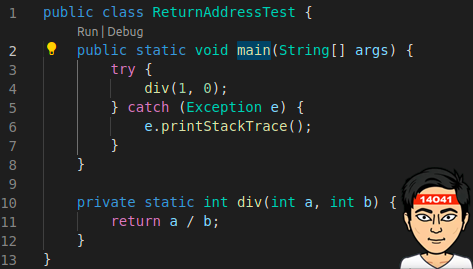 1 public class ReturnAddressTest {
Run | Debug
2 public static void main(String[] args) {
3 try {
4 div(1, 0);
5 } catch (Exception e) {
6 e.printStackTrace();
7 }
8 }
9
10 private static int div(int a, int b) {
11 return a / b;
12 }
13 }
14041